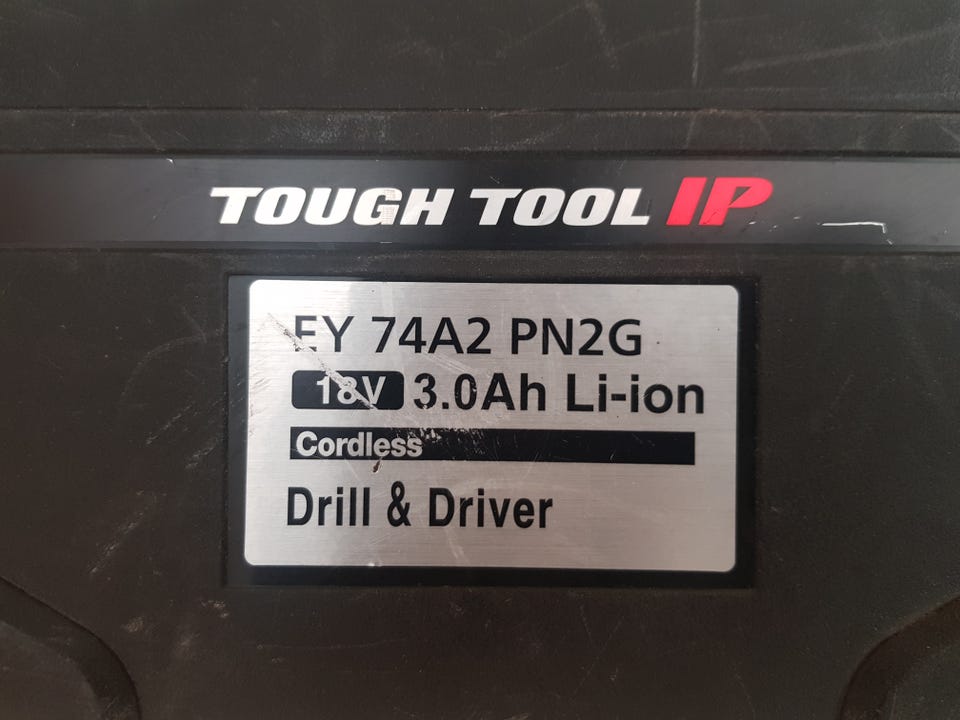 TOUGH TOOL IP
EY 74A2 PN2G
18V 3.0Ah Li-ion
Cordless
Drill & Driver